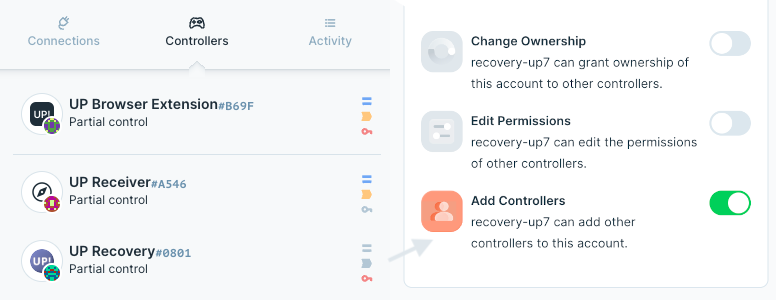 Connections
Controllers
Activity
UP Browser Extension#B69F
Partial control
UP!
UP Receiver#A546
Partial control
UP Recovery#0801
Partial control
UP!
Change Ownership
recovery-up7 can grant ownership of
this account to other controllers.
Edit Permissions
recovery-up7 can edit the permissions
of other controllers.
Add Controllers
recovery-up7 can add other
controllers to this account.